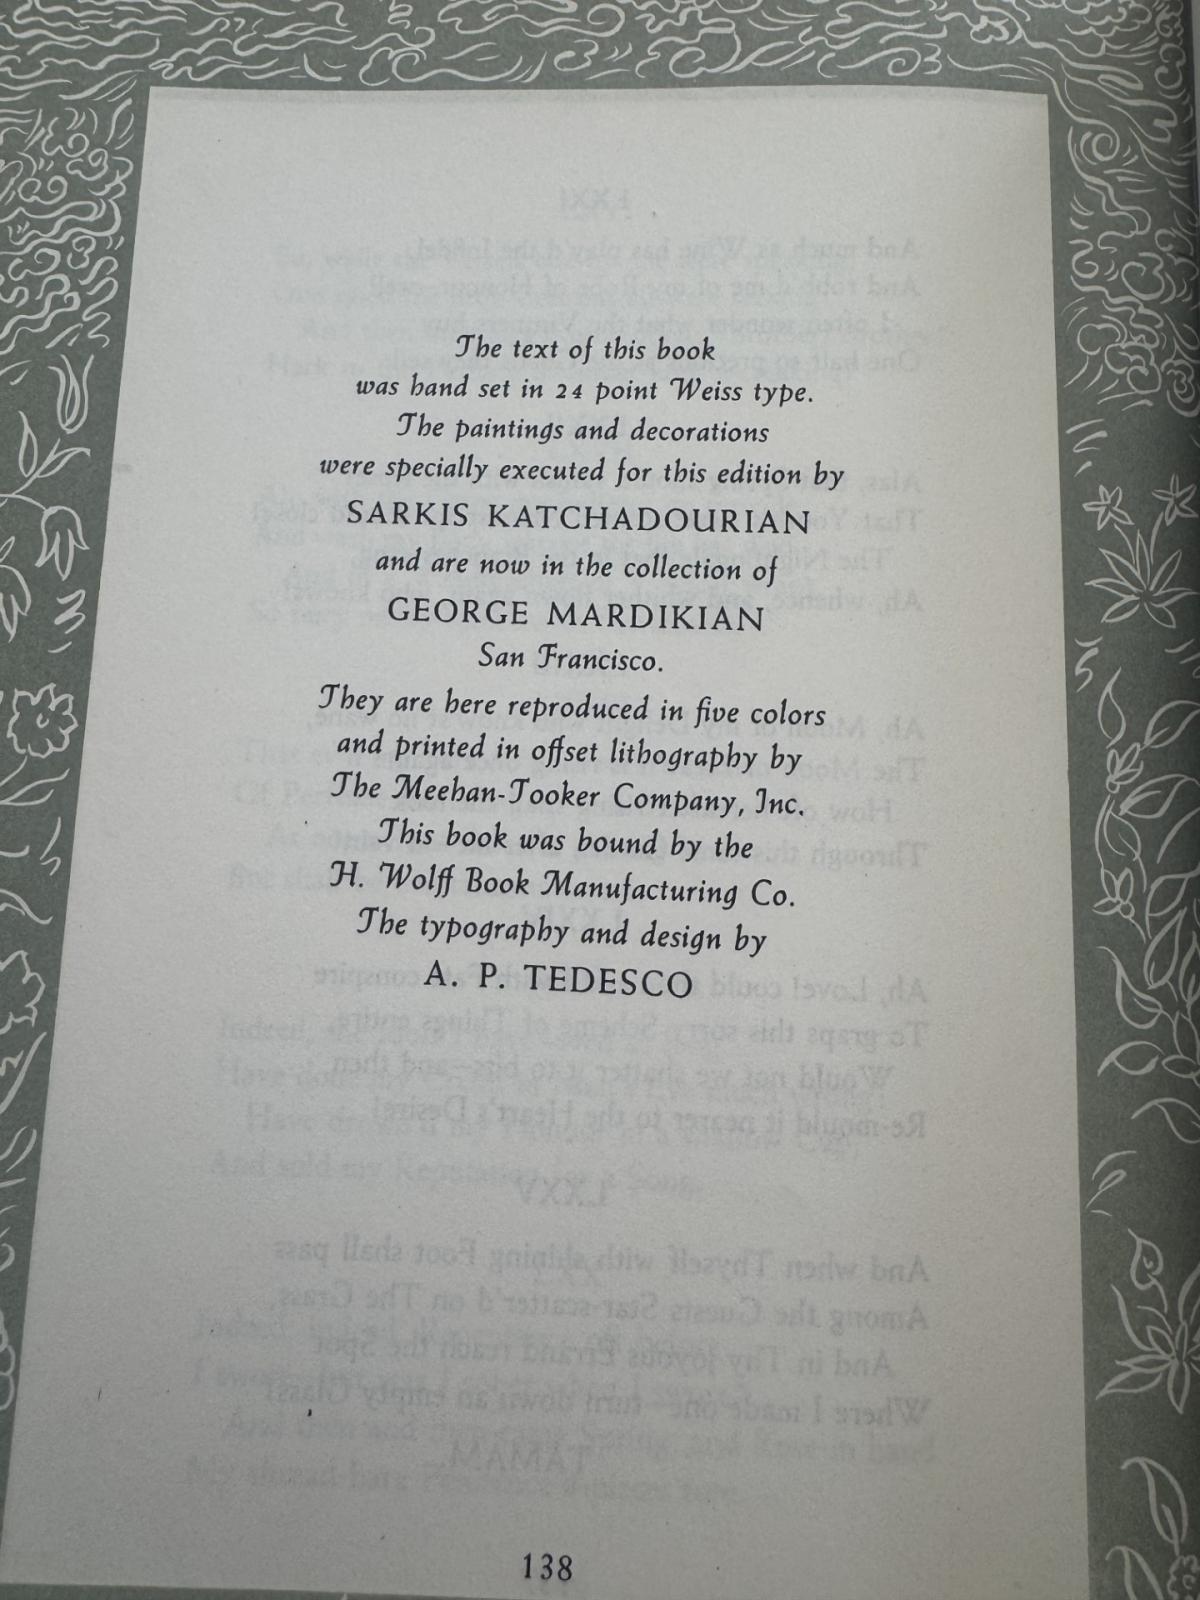 The text of this book
was hand set in 24 point Weiss type.
The paintings and decorations
were specially executed for this edition by
SARKIS KATCHADOURIAN
and are now in the collection of
GEORGE MARDIKIAN
San Francisco.
They are here reproduced in five colors
and printed in offset lithography by
The Meehan-Tooker Company, Inc.
This book was bound by the
H. Wolff Book Manufacturing Co.
The typography and design by
A. P. TEDESCO
138